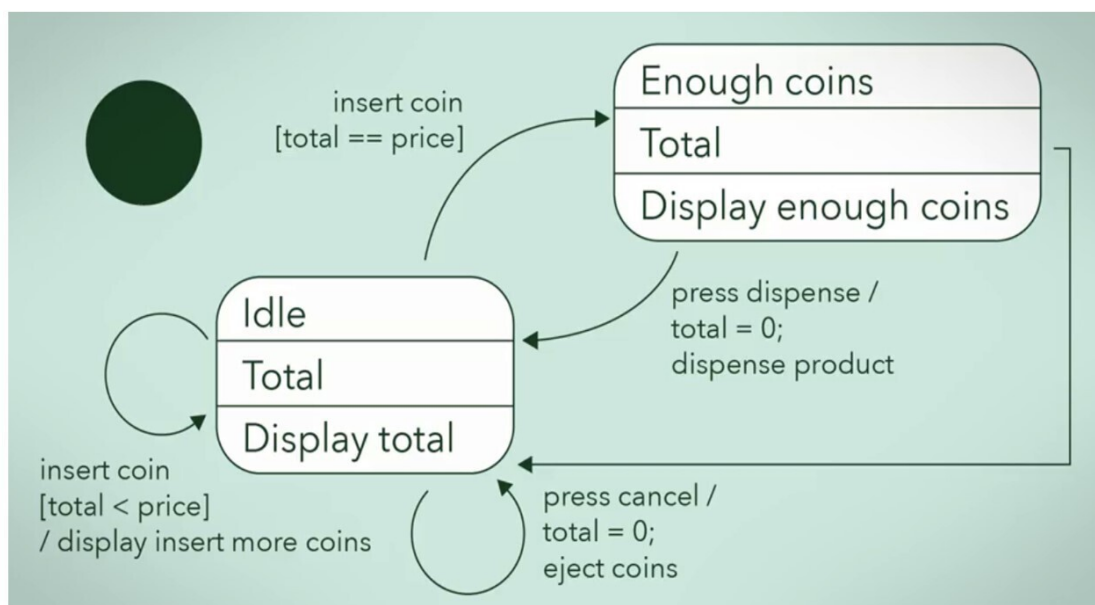 insert coin
[total == price]
Enough coins
Total
Display enough coins
press dispense /
total = 0;
dispense product
Idle
Total
Display total
insert coin
[total < price]
/ display insert more coins
press cancel /
total = 0;
eject coins